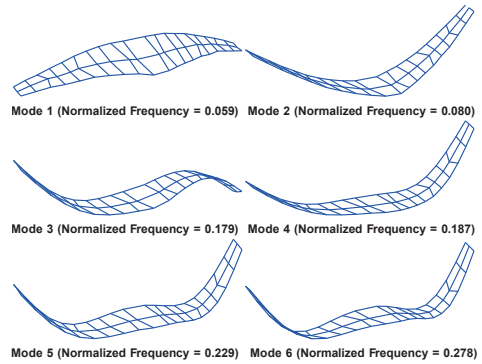 Mode 1 (Normalized Frequency = 0.059) Mode 2 (Normalized Frequency = 0.080)
Mode 3 (Normalized Frequency = 0.179) Mode 4 (Normalized Frequency = 0.187)
Mode 5 (Normalized Frequency = 0.229) Mode 6 (Normalized Frequency = 0.278)